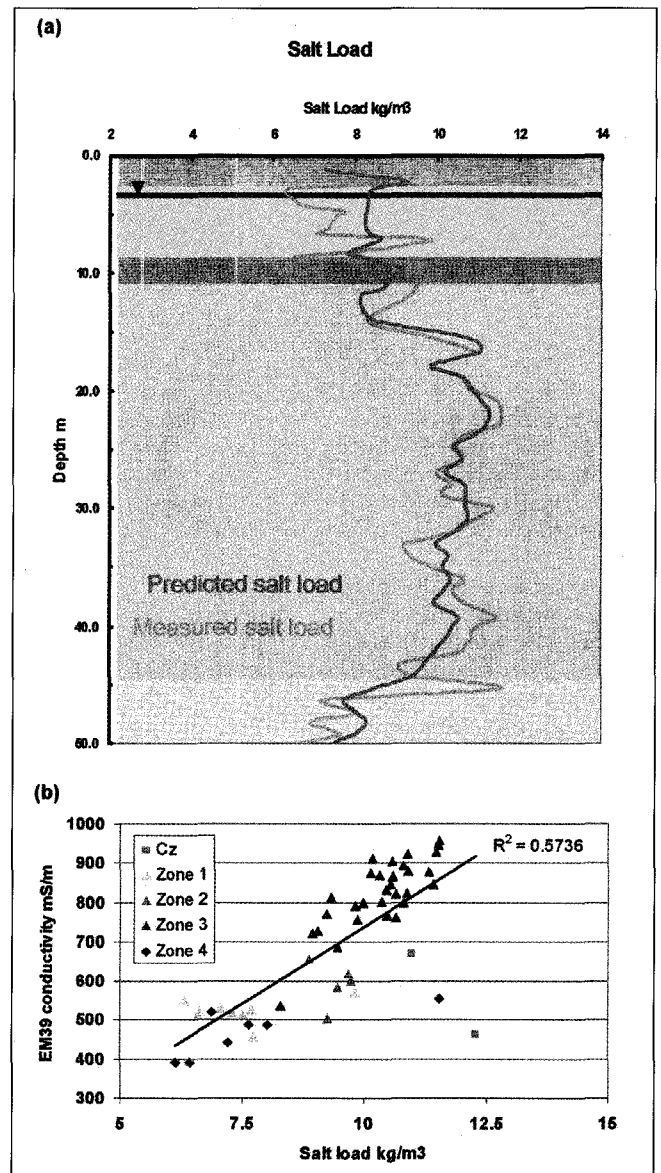 (a)
Salt Load
Salt Load kg/m3
2 4 6 8 10 12 14
0.0
10.0
20.0
Depth m
30.0
Predicted salt load
Measured salt load
40.0
50.0
(b)
1000
900
800
700
600
500
400
300
EM39 conductivity mS/m
Cz
Zone 1
Zone 2
Zone 3
Zone 4
R² = 0.5736
5 7.5 10 12.5 15
Salt load kg/m3